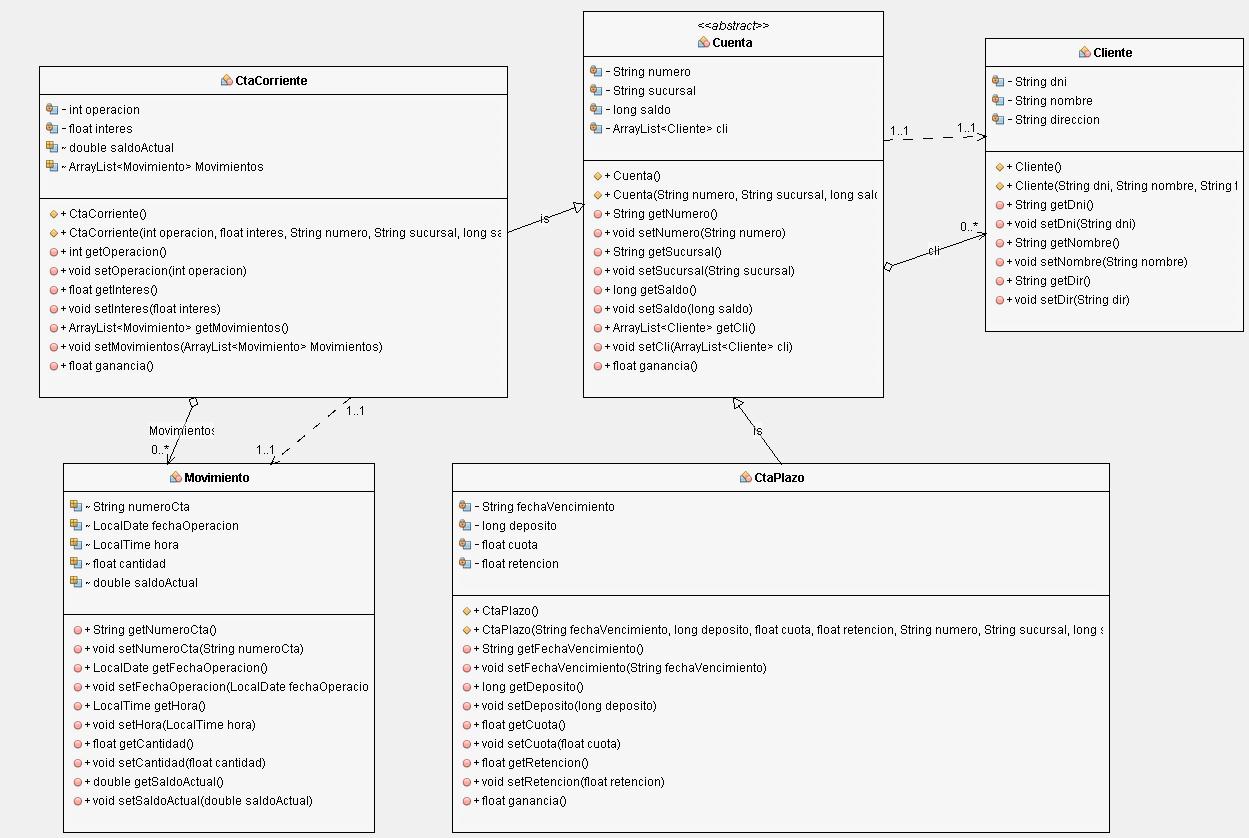 CtaCorriente
- int operacion
- float interes
~ double saldoActual
~ ArrayList<Movimiento> Movimientos
+ CtaCorriente()
+ CtaCorriente(int operacion, float interes, String numero, String sucursal, long sa
+ int getOperacion()
+ void setOperacion(int operacion)
+ float getInteres()
+ void setInteres(float interes)
+ ArrayList<Movimiento> getMovimientos()
+ void setMovimientos(ArrayList<Movimiento> Movimientos)
+ float ganancia()
is
<<abstract>>
Cuenta
- String numero
- String sucursal
- long saldo
- ArrayList<Cliente> cli
+ Cuenta()
+ Cuenta(String numero, String sucursal, long sald
+ String getNumero()
+ void setNumero(String numero)
+ String getSucursal()
+ void setSucursal(String sucursal)
+ long getSaldo()
+ void setSaldo(long saldo)
+ ArrayList<Cliente> getCli()
+ void setCli(ArrayList<Cliente> cli)
+ float ganancia()
1..1
1..1
0..*
cli
Cliente
- String dni
- String nombre
- String direccion
+ Cliente()
+ Cliente(String dni, String nombre, String
+ String getDni()
+ void setDni(String dni)
+ String getNombre()
+ void setNombre(String nombre)
+ String getDir()
+ void setDir(String dir)
Movimientos
0..*
1..1
1..1
is
Movimiento
~ String numeroCta
~ LocalDate fechaOperacion
~ LocalTime hora
~ float cantidad
~ double saldoActual
+ String getNumeroCta()
+ void setNumeroCta(String numeroCta)
+ LocalDate getFechaOperacion()
+ void setFechaOperacion(LocalDate fechaOperacio
+ LocalTime getHora()
+ void setHora(LocalTime hora)
+ float getCantidad()
+ void setCantidad(float cantidad)
+ double getSaldoActual()
+ void setSaldoActual(double saldoActual)
CtaPlazo
- String fechaVencimiento
- long deposito
- float cuota
- float retencion
+ CtaPlazo()
+ CtaPlazo(String fechaVencimiento, long deposito, float cuota, float retencion, String numero, String sucursal, long s
+ String getFechaVencimiento()
+ void setFechaVencimiento(String fechaVencimiento)
+ long getDeposito()
+ void setDeposito(long deposito)
+ float getCuota()
+ void setCuota(float cuota)
+ float getRetencion()
+ void setRetencion(float retencion)
+ float ganancia()